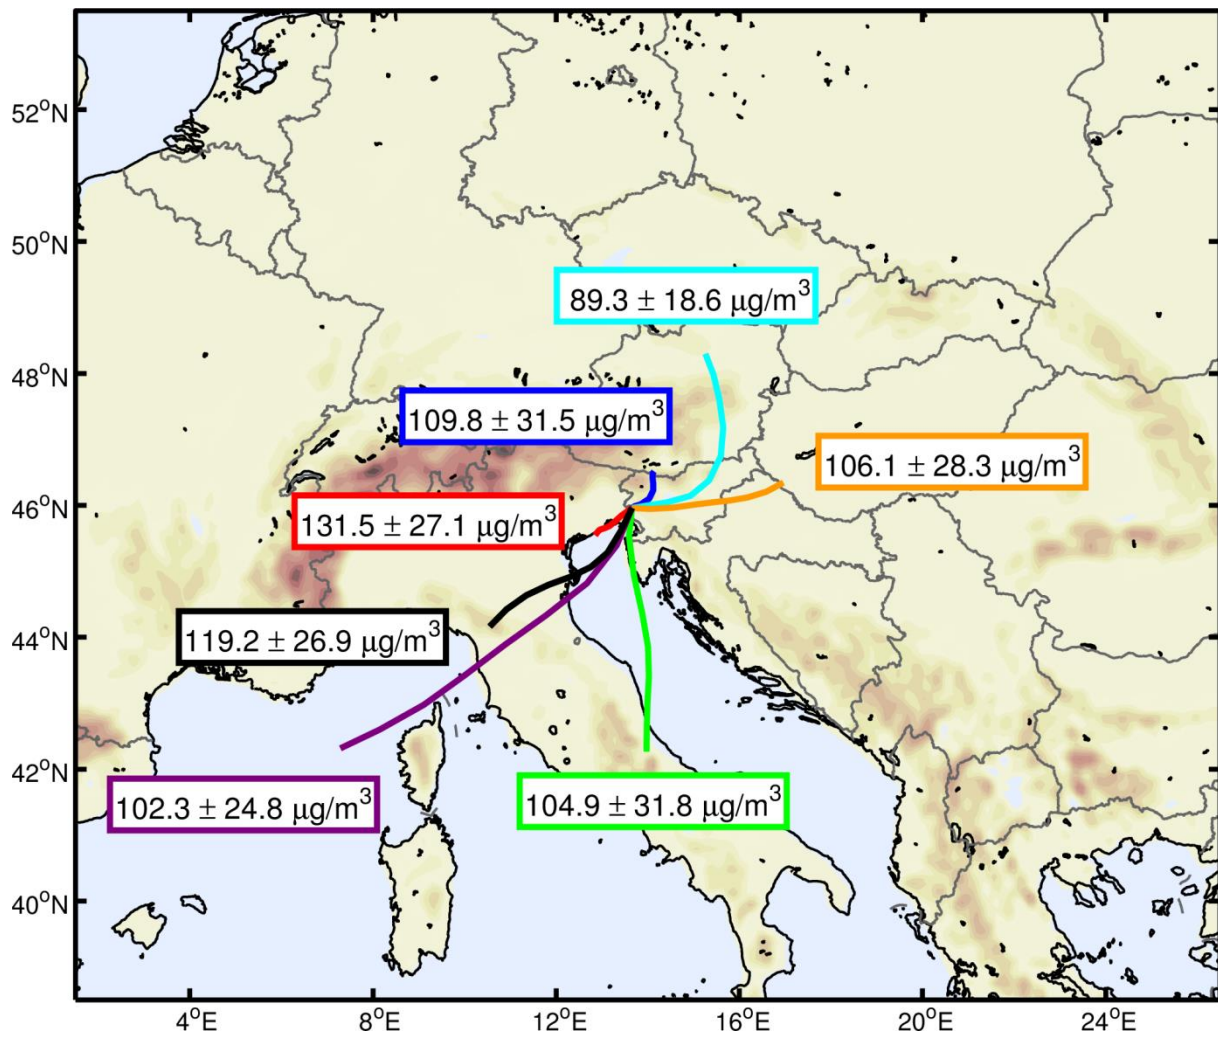 52°N
50°N
89.3 ± 18.6 µg/m³
48°N
109.8 ± 31.5 µg/m³
106.1 ± 28.3 µg/m³
46°N
131.5 ± 27.1 µg/m³
44°N
119.2 ± 26.9 µg/m³
42°N
102.3 ± 24.8 µg/m³
104.9 ± 31.8 µg/m³
40°N
4°E 8°E 12°E 16°E 20°E 24°E